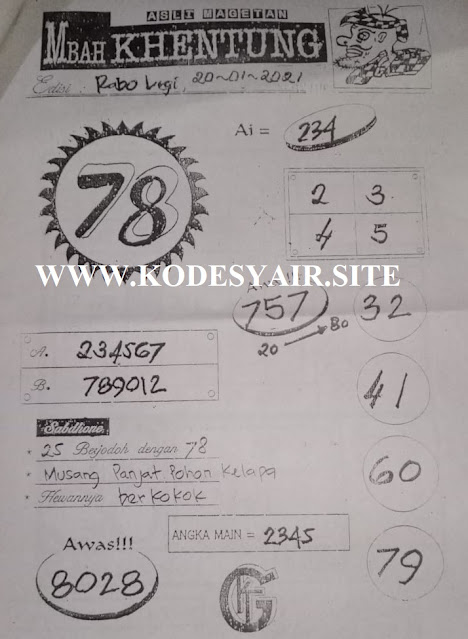 ASLI MAGETAN
MBAH KHENTUNG
Edisi : Rabo Legi, 20-01-2021
Ai = 234
78
2 3
4 5
WWW.KODESYAIR.SITE
757
20 → 80
32
A. 234567
B. 789012
41
Sabdhone
* 25 Berjodoh dengan 78
* Musang Panjat Pohon Kelapa
* Hewannya berkokok
60
ANGKA MAIN = 2345
Awas!!!
8028
79